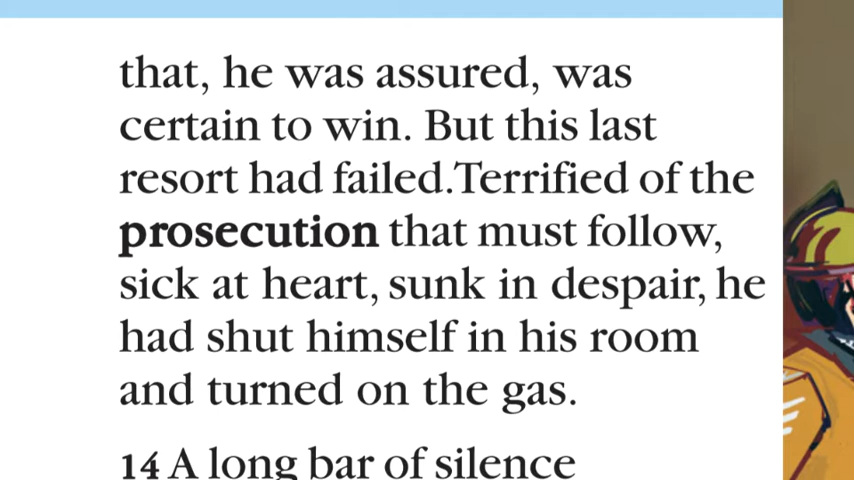 that, he was assured, was
certain to win. But this last
resort had failed.Terrified of the
prosecution that must follow,
sick at heart, sunk in despair, he
had shut himself in his room
and turned on the gas.
14 A long bar of silence